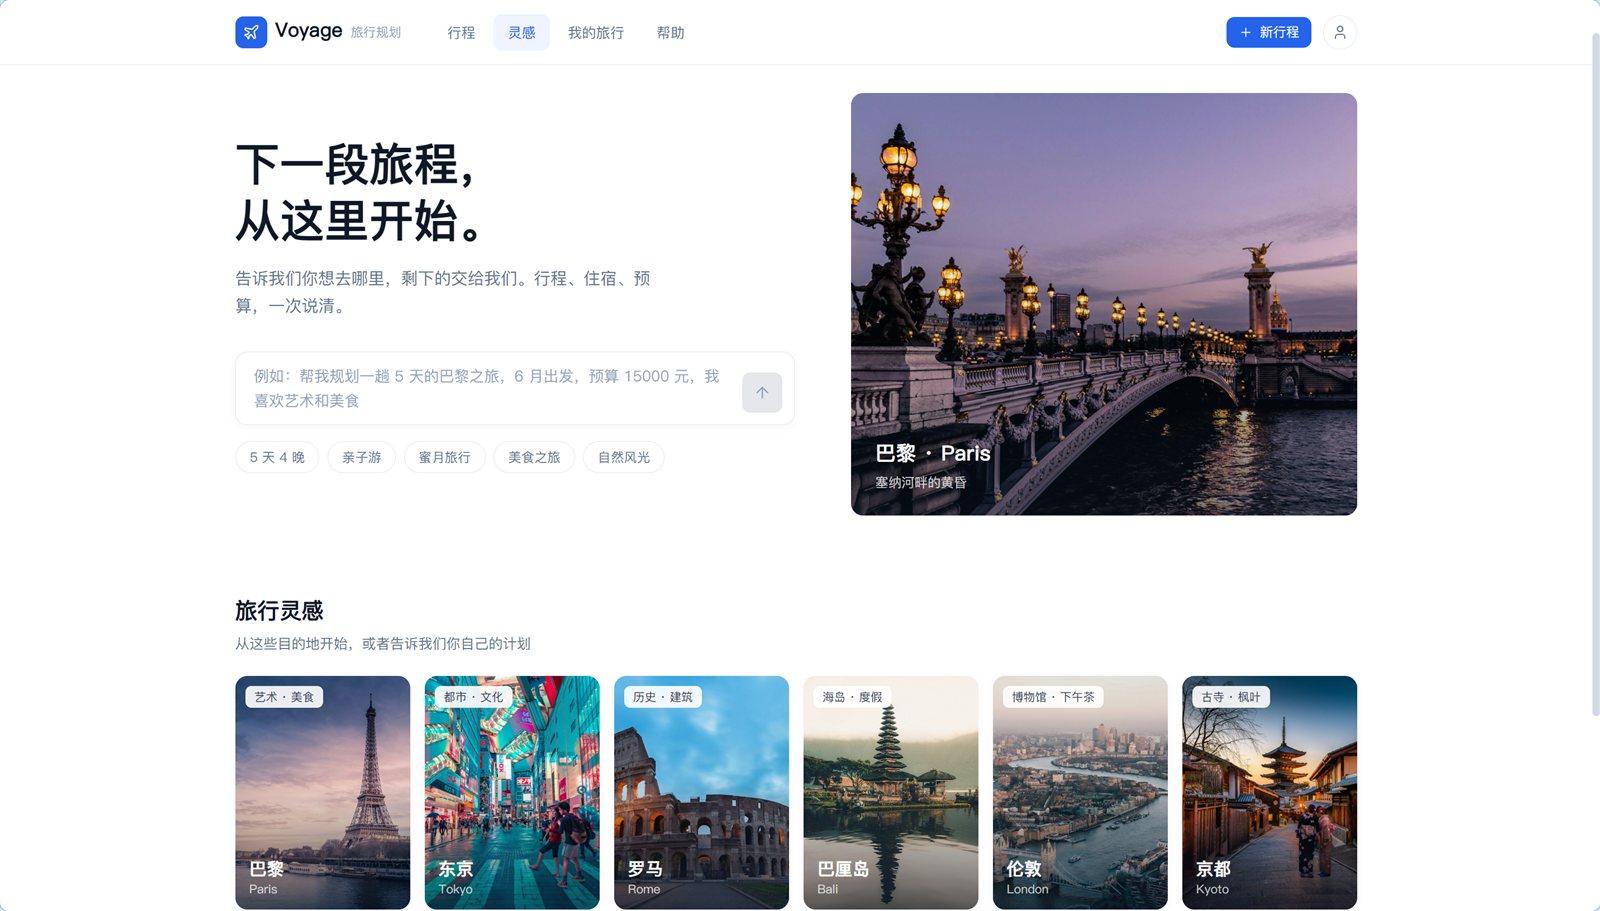 Voyage 旅行规划
行程
灵感
我的旅行
帮助
新行程
下一段旅程，
从这里开始。
告诉我们你想去哪里，剩下的交给我们。行程、住宿、预
算，一次说清。
例如：帮我规划一趟 5 天的巴黎之旅，6 月出发，预算 15000 元，我
喜欢艺术和美食
5 天 4 晚
亲子游
蜜月旅行
美食之旅
自然风光
巴黎 · Paris
塞纳河畔的黄昏
旅行灵感
从这些目的地开始，或者告诉我们你自己的计划
艺术 · 美食
巴黎
Paris
都市 · 文化
东京
Tokyo
历史 · 建筑
罗马
Rome
海岛 · 度假
巴厘岛
Bali
博物馆 · 下午茶
伦敦
London
古寺 · 枫叶
京都
Kyoto